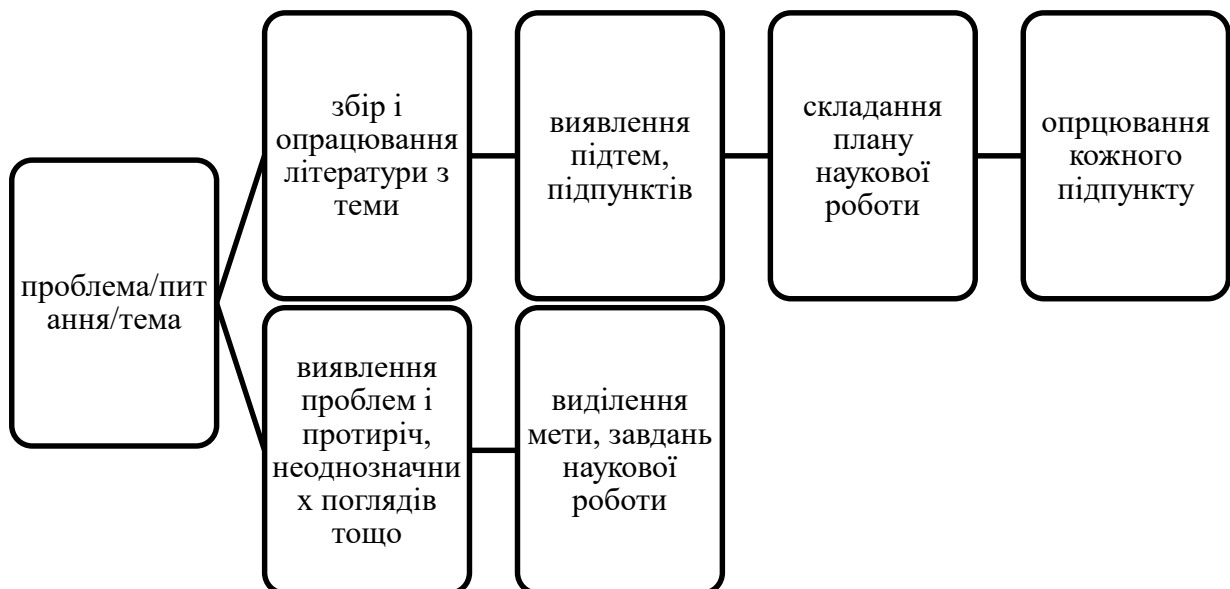 проблема/пит
ання/тема
збір і
опрацювання
літератури з
теми
виявлення
підтем,
підпунктів
складання
плану
наукової
роботи
опрцювання
кожного
підпункту
виявлення
проблем і
протиріч,
неоднозначни
х поглядів
тощо
виділення
мети, завдань
наукової
роботи